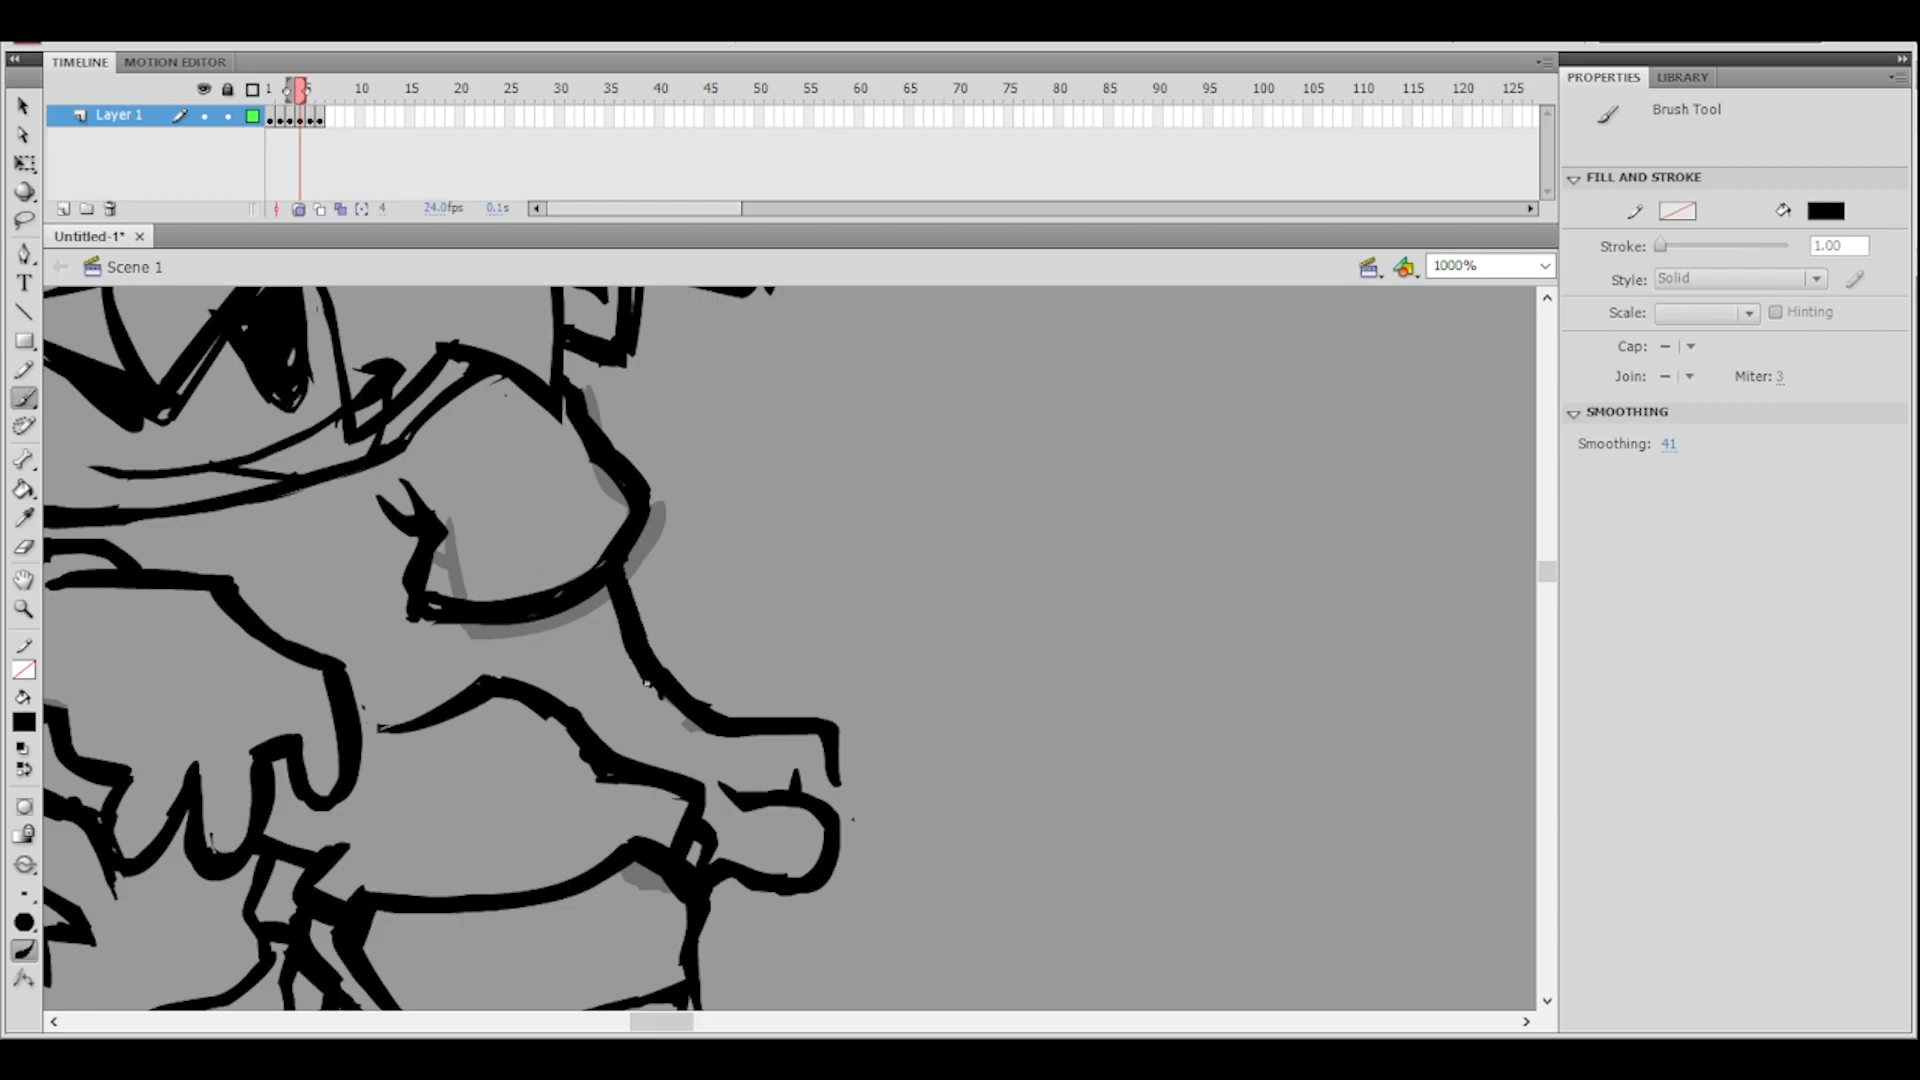 TIMELINE MOTION EDITOR
1 5 10 15 20 25 30 35 40 45 50 55 60 65 70 75 80 85 90 95 100 105 110 115 120 125
Layer 1
4 24.0fps 0.1s
Untitled-1*
Scene 1
1000%
T
PROPERTIES LIBRARY
Brush Tool
FILL AND STROKE
Stroke: 1.00
Style: Solid
Scale: Hinting
Cap:
Join: Miter: 3
SMOOTHING
Smoothing: 41